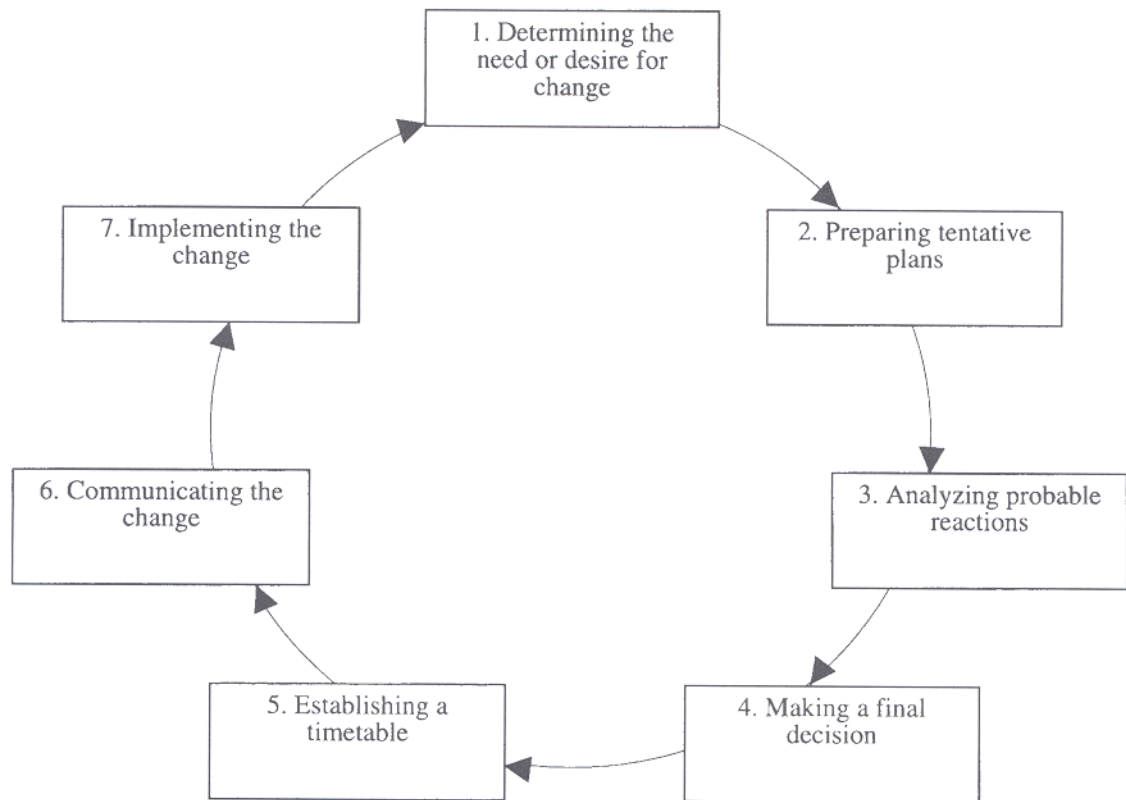 1. Determining the
need or desire for
change
2. Preparing tentative
plans
3. Analyzing probable
reactions
4. Making a final
decision
5. Establishing a
timetable
6. Communicating the
change
7. Implementing the
change